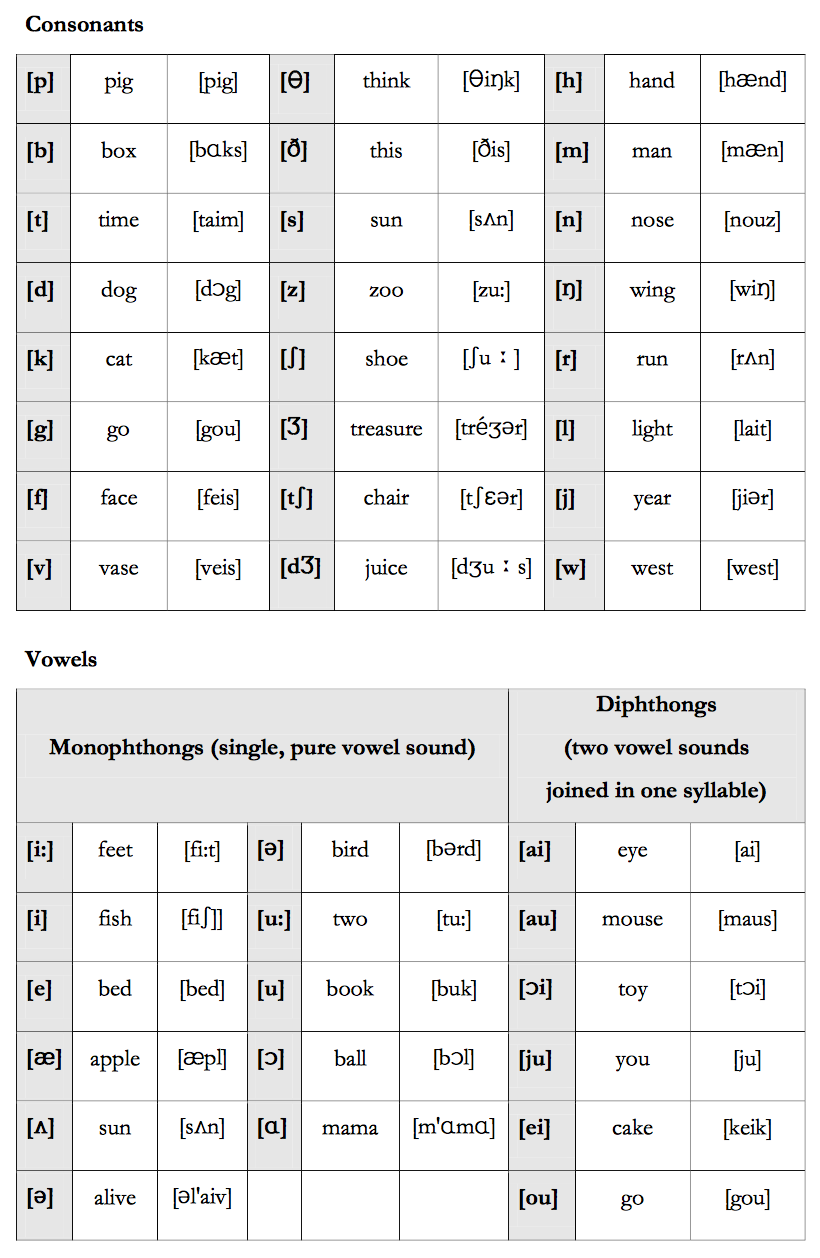 Consonants
[p] pig [pig] [θ] think [θiŋk] [h] hand [hænd]
[b] box [bɑks] [ð] this [ðis] [m] man [mæn]
[t] time [taim] [s] sun [sʌn] [n] nose [nouz]
[d] dog [dɔg] [z] zoo [zu:] [ŋ] wing [wiŋ]
[k] cat [kæt] [ʃ] shoe [ʃu ː ] [r] run [rʌn]
[g] go [gou] [Ʒ] treasure [tréʒər] [l] light [lait]
[f] face [feis] [tʃ] chair [tʃɛər] [j] year [jiər]
[v] vase [veis] [dƷ] juice [dʒu ː s] [w] west [west]
Vowels
Monophthongs (single, pure vowel sound)
Diphthongs
(two vowel sounds
joined in one syllable)
[i:] feet [fi:t] [ə] bird [bərd] [ai] eye [ai]
[i] fish [fiʃ]] [u:] two [tu:] [au] mouse [maus]
[e] bed [bed] [u] book [buk] [ɔi] toy [tɔi]
[æ] apple [æpl] [ɔ] ball [bɔl] [ju] you [ju]
[ʌ] sun [sʌn] [ɑ] mama [m'ɑmɑ] [ei] cake [keik]
[ə] alive [əl'aiv] [ou] go [gou]